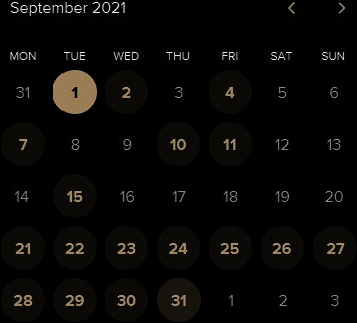 September 2021
MON TUE WED THU FRI SAT SUN
31 1 2 3 4 5 6
7 8 9 10 11 12 13
14 15 16 17 18 19 20
21 22 23 24 25 26 27
28 29 30 31 1 2 3